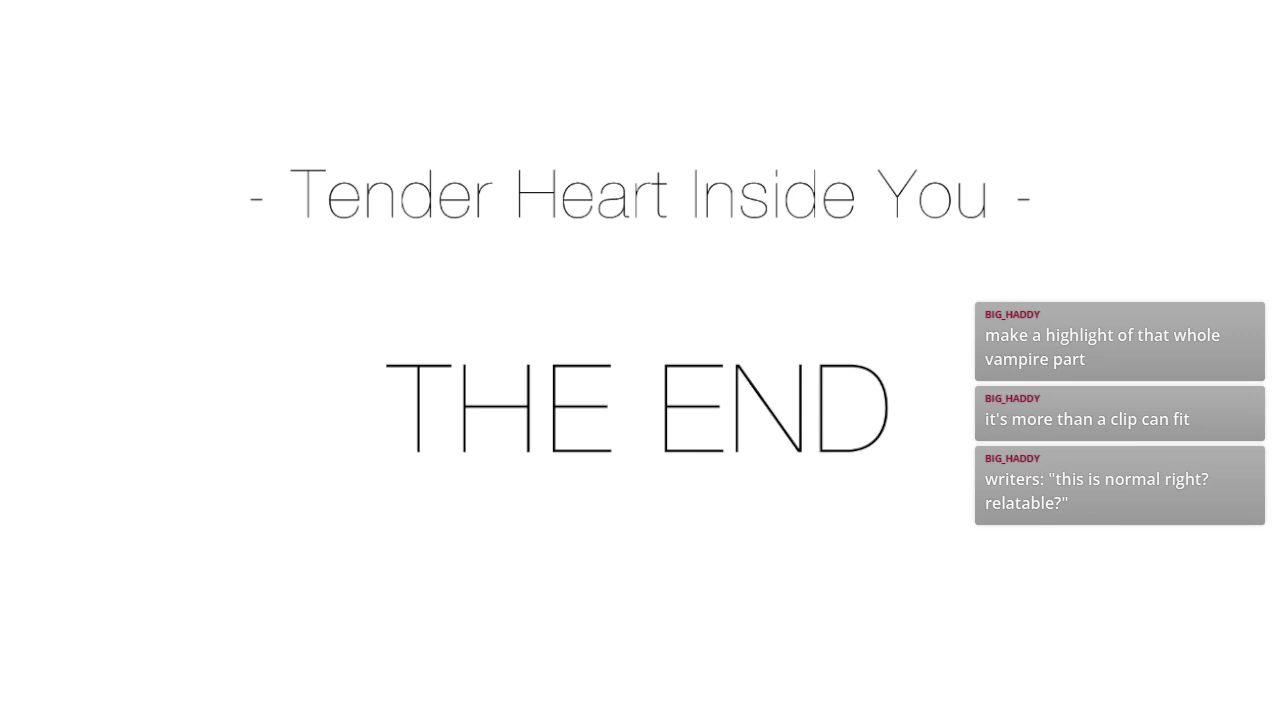 - Tender Heart Inside You -
THE END
BIG_HADDY
make a highlight of that whole
vampire part
BIG_HADDY
it's more than a clip can fit
BIG_HADDY
writers: "this is normal right?
relatable?"